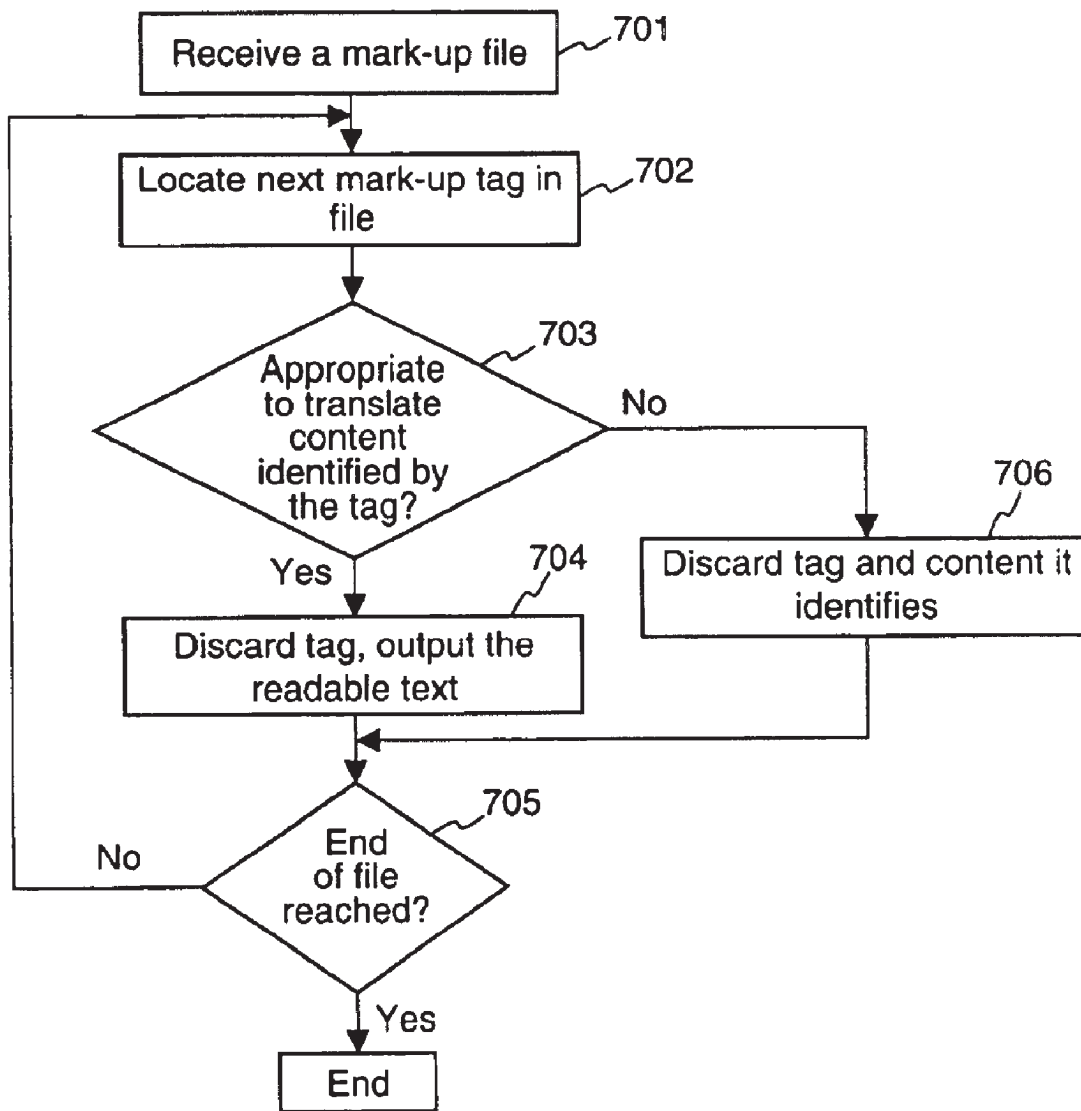 Receive a mark-up file
701
Locate next mark-up tag in
file
702
703
Appropriate
to translate
content
identified by
the tag?
No
Yes
704
706
Discard tag, output the
readable text
Discard tag and content it
identifies
705
End
of file
reached?
No
Yes
End